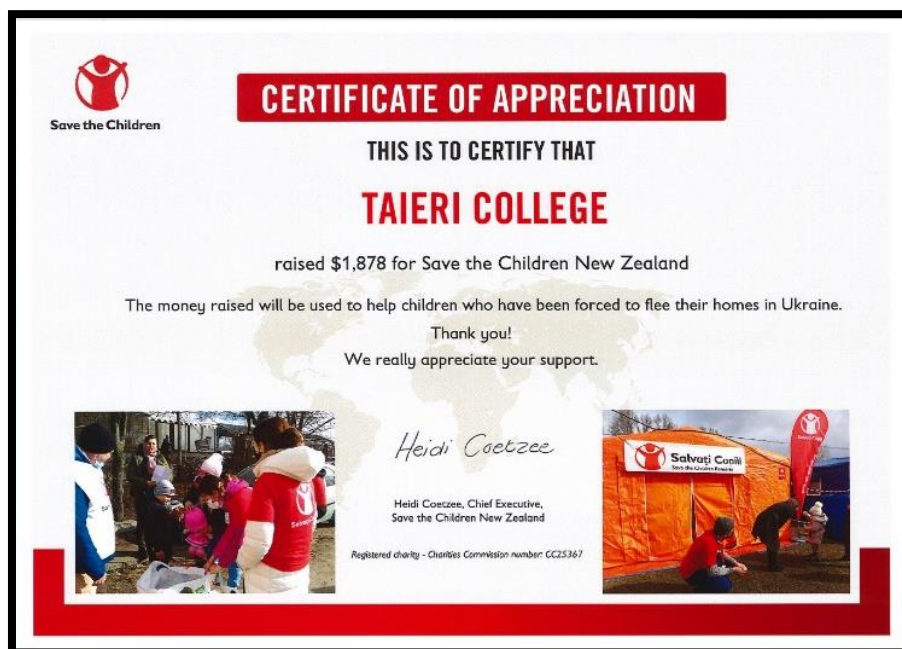 Save the Children
CERTIFICATE OF APPRECIATION
THIS IS TO CERTIFY THAT
TAIERI COLLEGE
raised $1,878 for Save the Children New Zealand
The money raised will be used to help children who have been forced to flee their homes in Ukraine.
Thank you!
We really appreciate your support.
Heidi Coetzee
Heidi Coetzee, Chief Executive,
Save the Children New Zealand
Registered charity - Charities Commission number: CC25367
Salvați Copiii
Save the Children Romania